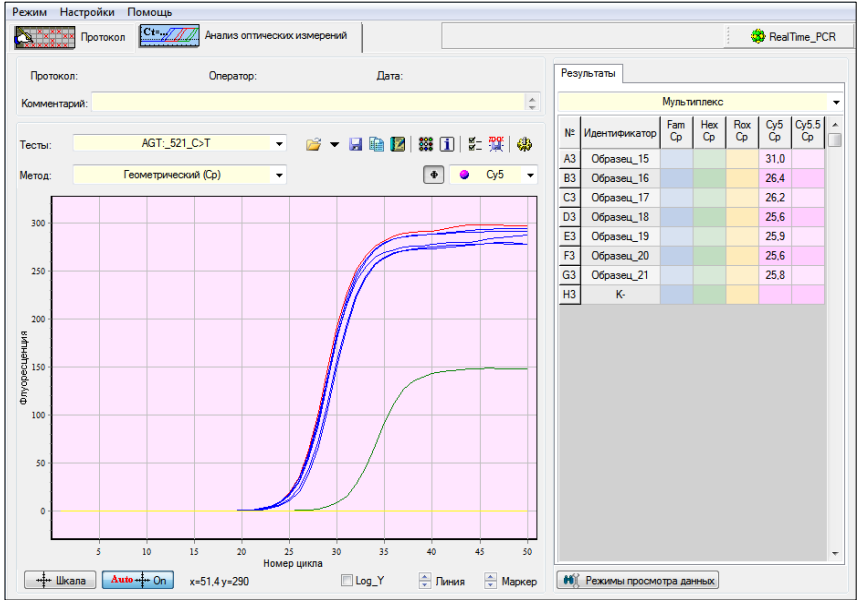 Режим Настройки Помощь
Протокол Ct=... Анализ оптических измерений RealTime_PCR
Протокол: Оператор: Дата:
Комментарий:
Тесты: AGT:_521_C>T
Метод: Геометрический (Cp) Cy5
Флуоресценция
300
250
200
150
100
50
0
5 10 15 20 25 30 35 40 45 50
Номер цикла
Шкала Auto On x=51,4 y=290 Log_Y Линия Маркер
Результаты
Мультиплекс
№ Идентификатор Fam Cp Hex Cp Rox Cp Cy5 Cp Cy5.5 Cp
A3 Образец_15 31,0
B3 Образец_16 26,4
C3 Образец_17 26,2
D3 Образец_18 25,6
E3 Образец_19 25,9
F3 Образец_20 25,6
G3 Образец_21 25,8
H3 К-
Режимы просмотра данных